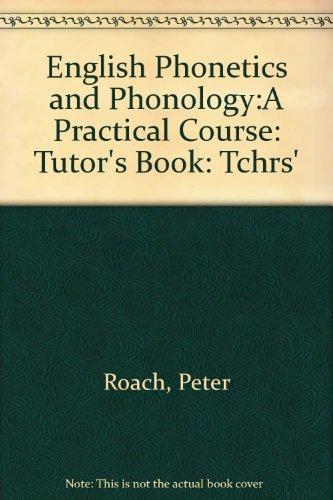 English Phonetics
and Phonology:A
Practical Course:
Tutor's Book: Tchrs'
Roach, Peter
Note: This is not the actual book cover